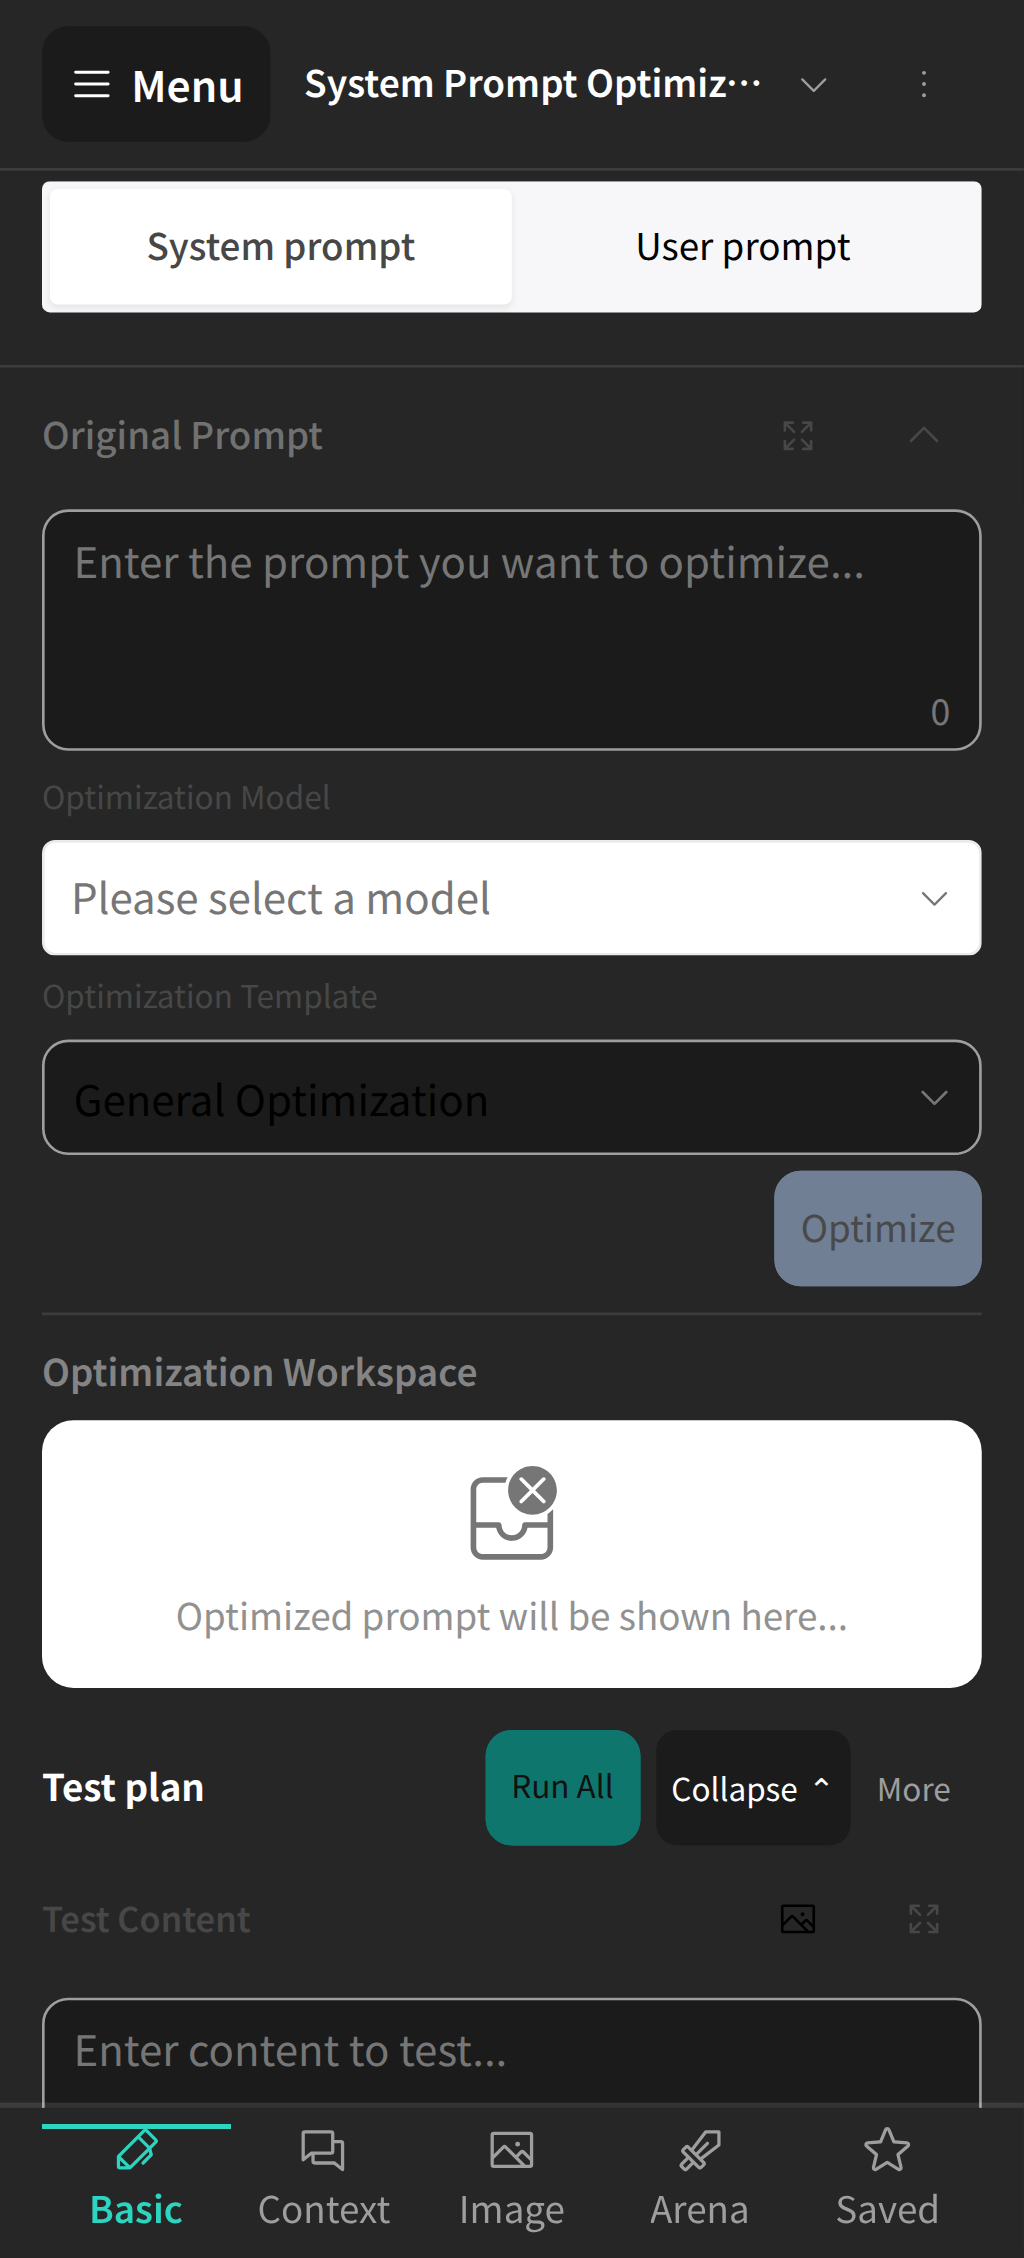 Menu
System Prompt Optimiz···
System prompt
User prompt
Original Prompt
Enter the prompt you want to optimize...
0
Optimization Model
Please select a model
Optimization Template
General Optimization
Optimize
Optimization Workspace
Optimized prompt will be shown here...
Test plan
Run All
Collapse
More
Test Content
Enter content to test...
Basic
Context
Image
Arena
Saved